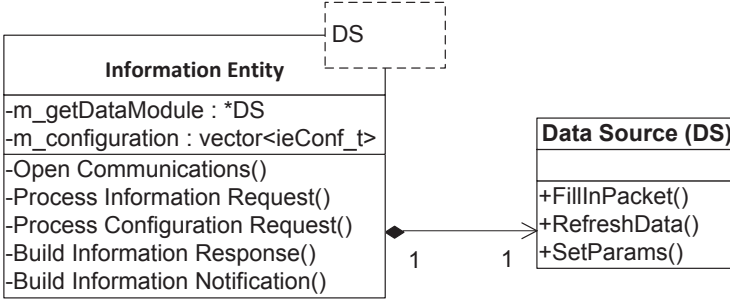 DS
Information Entity
-m_getDataModule : *DS
-m_configuration : vector<ieConf_t>
-Open Communications()
-Process Information Request()
-Process Configuration Request()
-Build Information Response()
-Build Information Notification()
1
1
Data Source (DS)
+FillInPacket()
+RefreshData()
+SetParams()